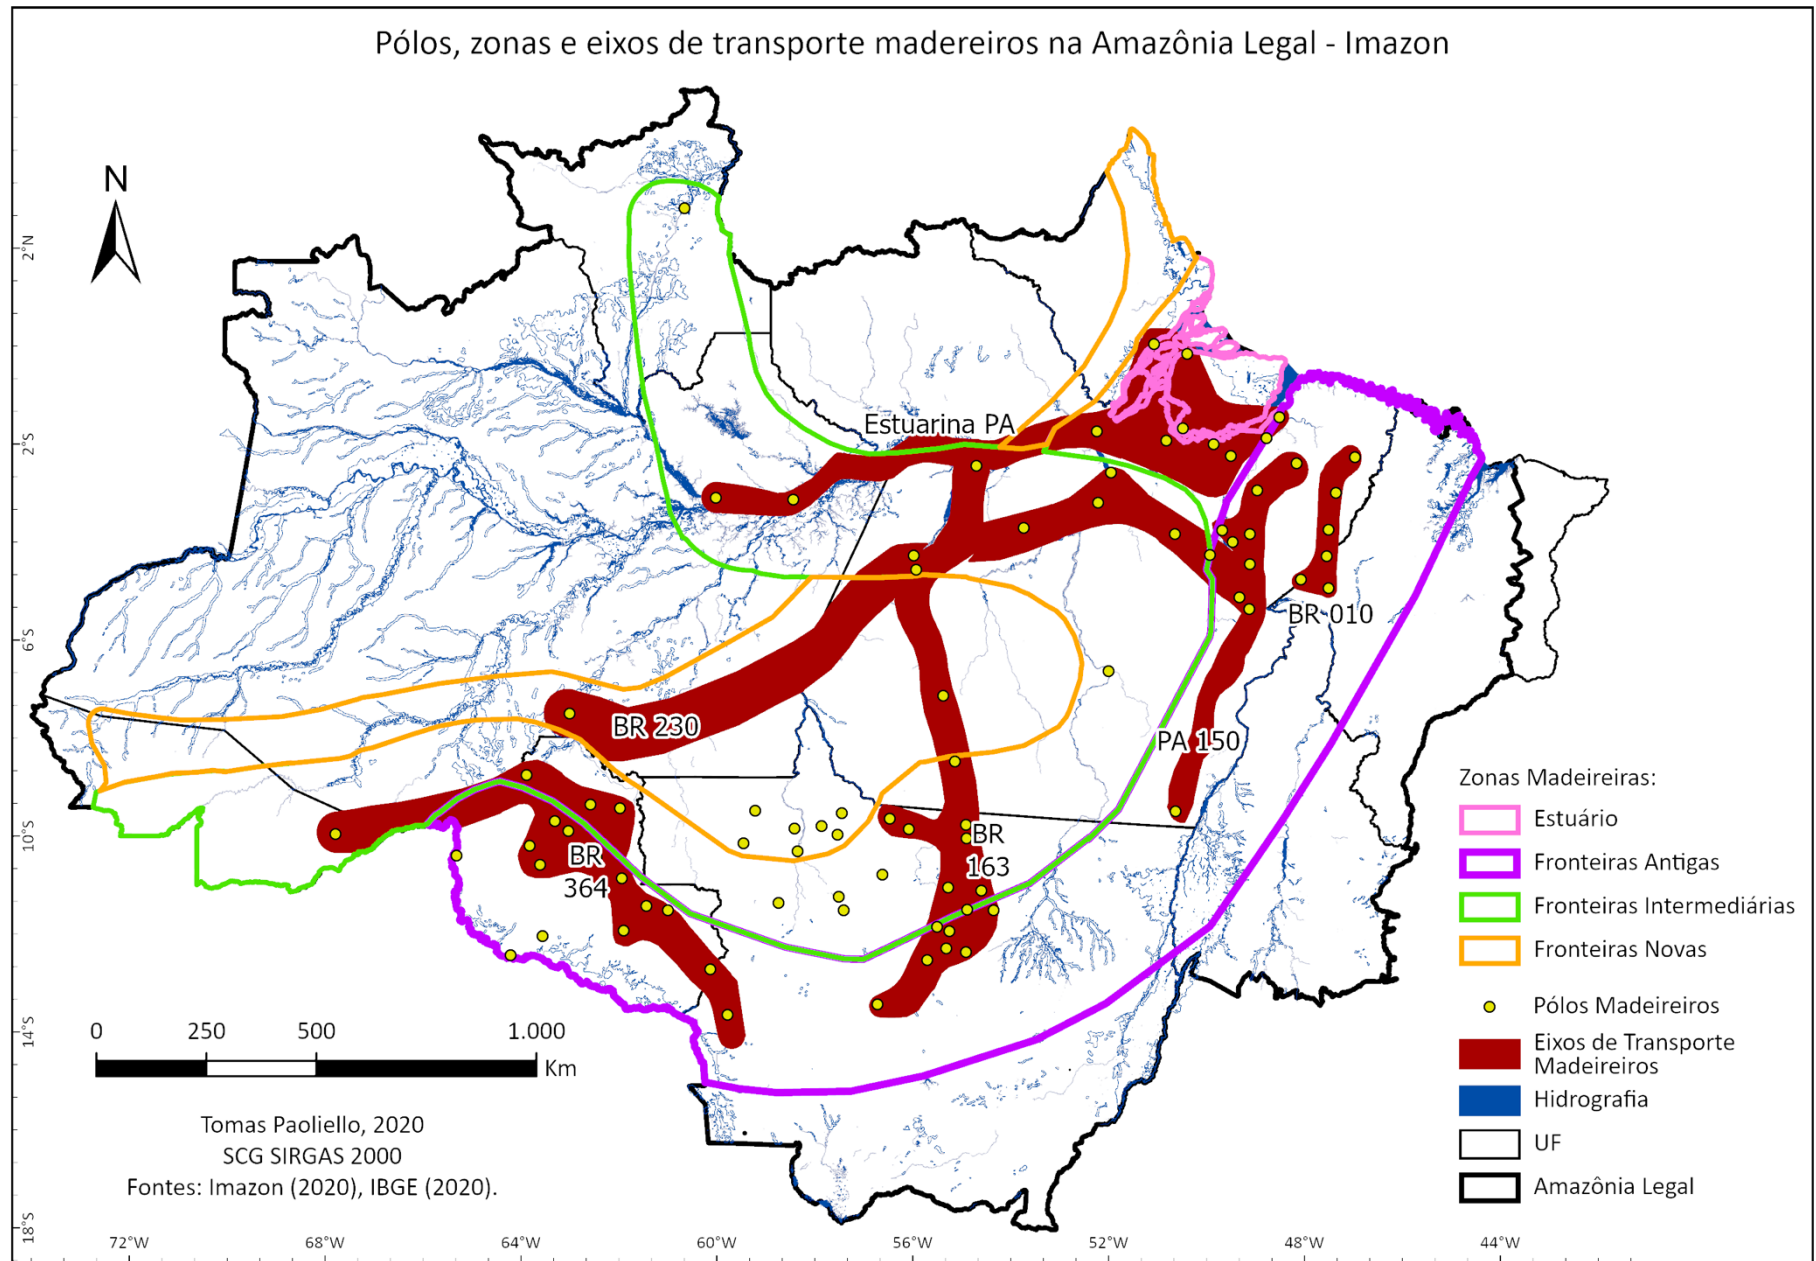 Pólos, zonas e eixos de transporte madereiros na Amazônia Legal - Imazon
N
2°N
2°S
6°S
10°S
14°S
18°S
Estuarina PA
BR 010
BR 230
PA 150
BR
163
BR
364
Zonas Madeireiras:
Estuário
Fronteiras Antigas
Fronteiras Intermediárias
Fronteiras Novas
Pólos Madeireiros
Eixos de Transporte
Madeireiros
Hidrografia
UF
Amazônia Legal
0 250 500 1.000
Km
Tomas Paoliello, 2020
SCG SIRGAS 2000
Fontes: Imazon (2020), IBGE (2020).
72°W 68°W 64°W 60°W 56°W 52°W 48°W 44°W